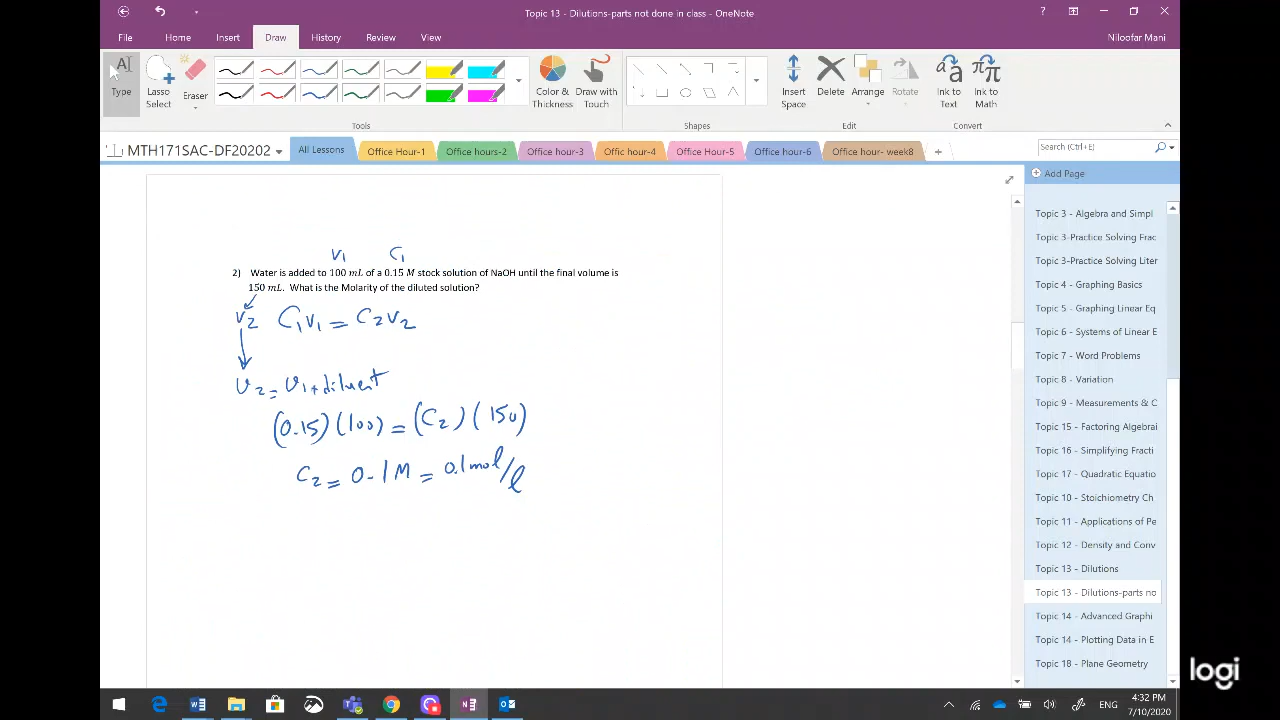 Topic 13 - Dilutions-parts not done in class - OneNote
Niloofar Mani
File Home Insert Draw History Review View
Type Lasso Select Eraser Color & Thickness Draw with Touch Insert Space Delete Arrange Rotate Ink to Text Ink to Math
Tools Shapes Edit Convert
MTH171SAC-DF20202 All Lessons Office Hour-1 Office hours-2 Office hour-3 Offic hour-4 Office Hour-5 Office hour-6 Office hour- week8 + Search (Ctrl+E)
Add Page
Topic 3 - Algebra and Simpl
Topic 3-Practice Solving Frac
Topic 3-Practice Solving Liter
Topic 4 - Graphing Basics
Topic 5 - Graphing Linear Eq
Topic 6 - Systems of Linear E
Topic 7 - Word Problems
Topic 8 - Variation
Topic 9 - Measurements & C
Topic 15 - Factoring Algebrai
Topic 16 - Simplifying Fracti
Topic 17 - Quadratic Equatio
Topic 10 - Stoichiometry Ch
Topic 11 - Applications of Pe
Topic 12 - Density and Conv
Topic 13 - Dilutions
Topic 13 - Dilutions-parts no
Topic 14 - Advanced Graphi
Topic 14 - Plotting Data in E
Topic 18 - Plane Geometry
V1 C1
2) Water is added to 100 mL of a 0.15 M stock solution of NaOH until the final volume is
150 mL. What is the Molarity of the diluted solution?
V2 C1V1 = C2V2
V2 = V1 + diluent
(0.15)(100) = (C2)(150)
C2 = 0.1M = 0.1mol/l
logi
ENG
4:32 PM
7/10/2020